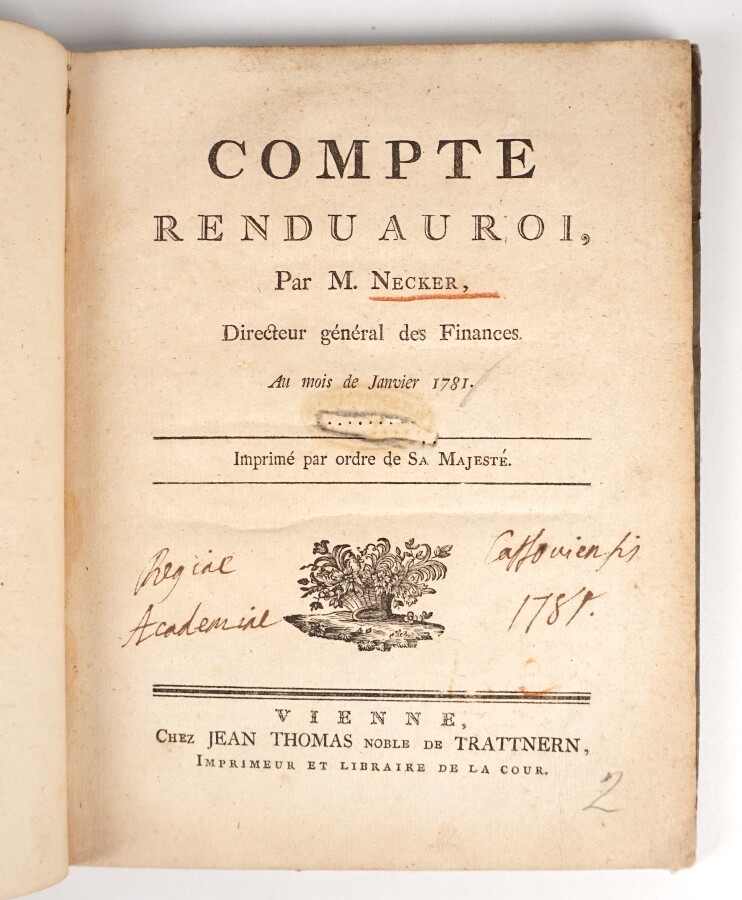 COMPTE
RENDU AU ROI,
Par M. NECKER,
Directeur général des Finances.
Au mois de Janvier 1781.
Imprimé par ordre de SA MAJESTÉ.
Regiae Cassoviensis
Academiae 1781.
VIENNE,
CHEZ JEAN THOMAS NOBLE DE TRATTNERN,
IMPRIMEUR ET LIBRAIRE DE LA COUR.
2